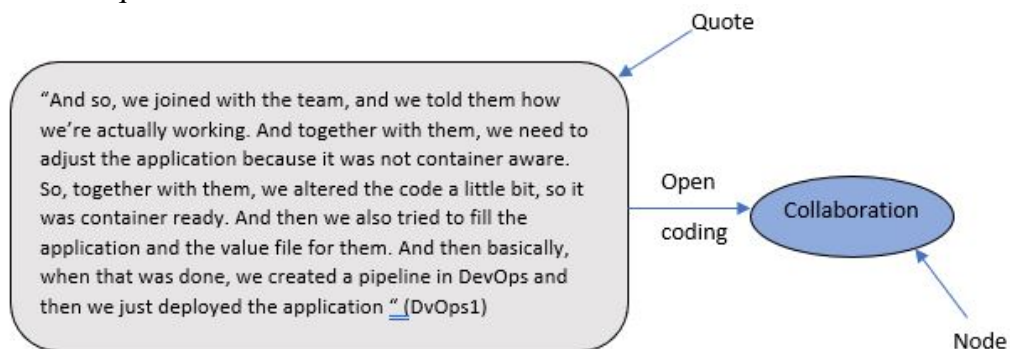 Quote
“And so, we joined with the team, and we told them how
we’re actually working. And together with them, we need to
adjust the application because it was not container aware.
So, together with them, we altered the code a little bit, so it
was container ready. And then we also tried to fill the
application and the value file for them. And then basically,
when that was done, we created a pipeline in DevOps and
then we just deployed the application “ (DvOps1)
Open
coding
Collaboration
Node